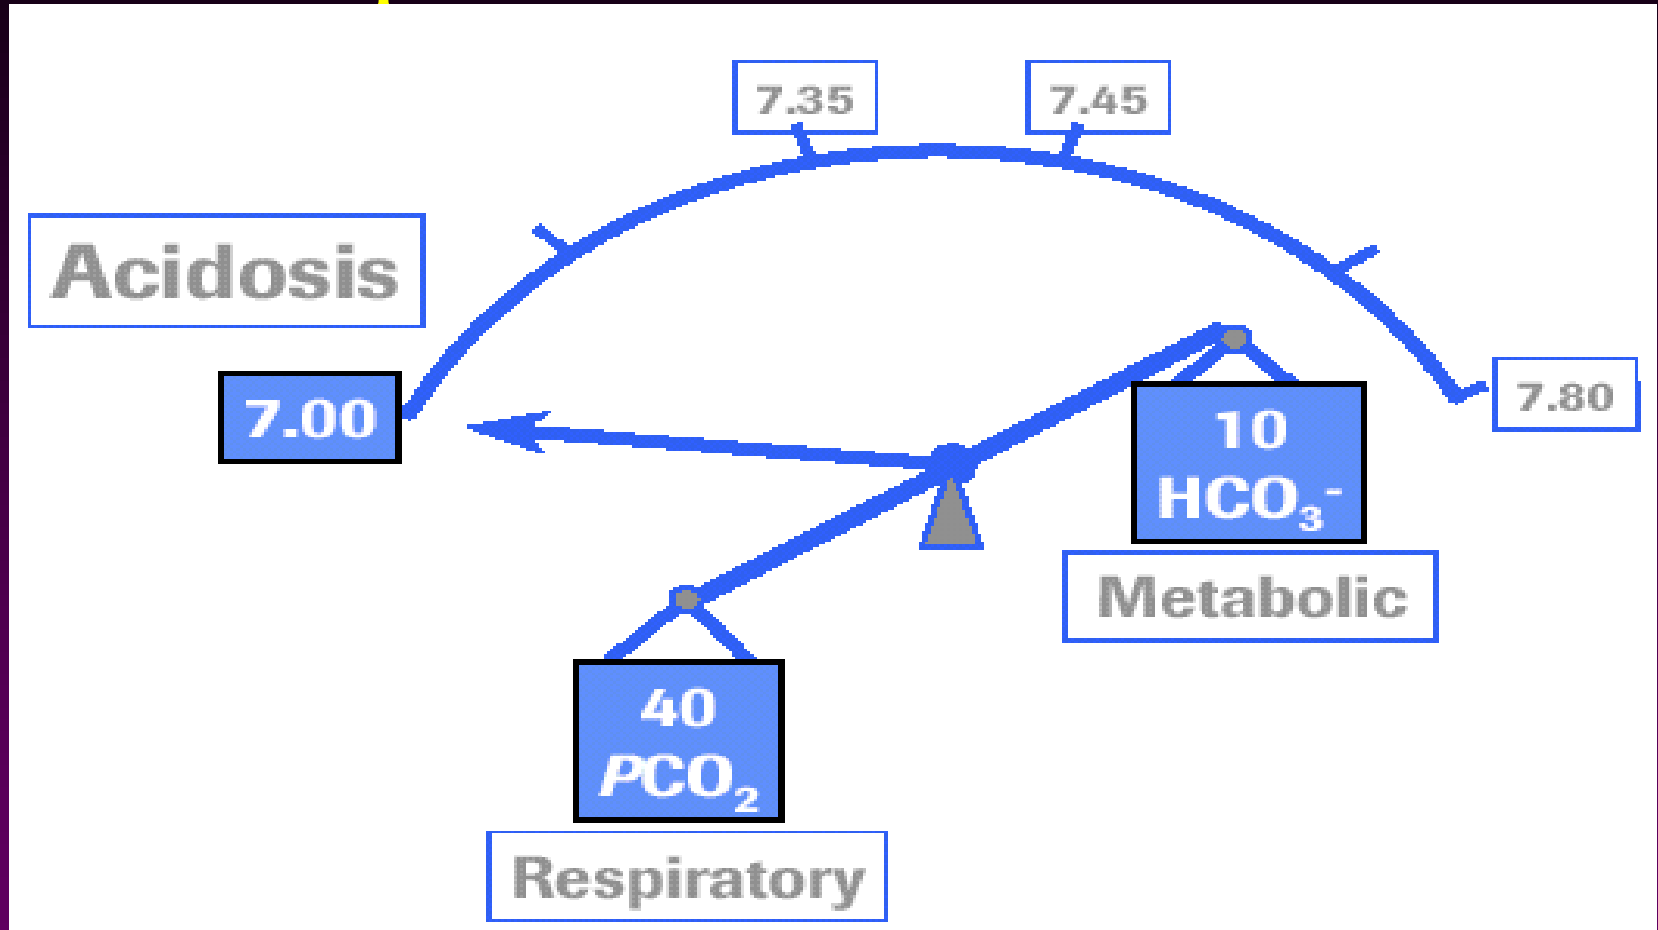 7.35
7.45
Acidosis
7.00
7.80
10
HCO₃⁻
Metabolic
40
PCO₂
Respiratory